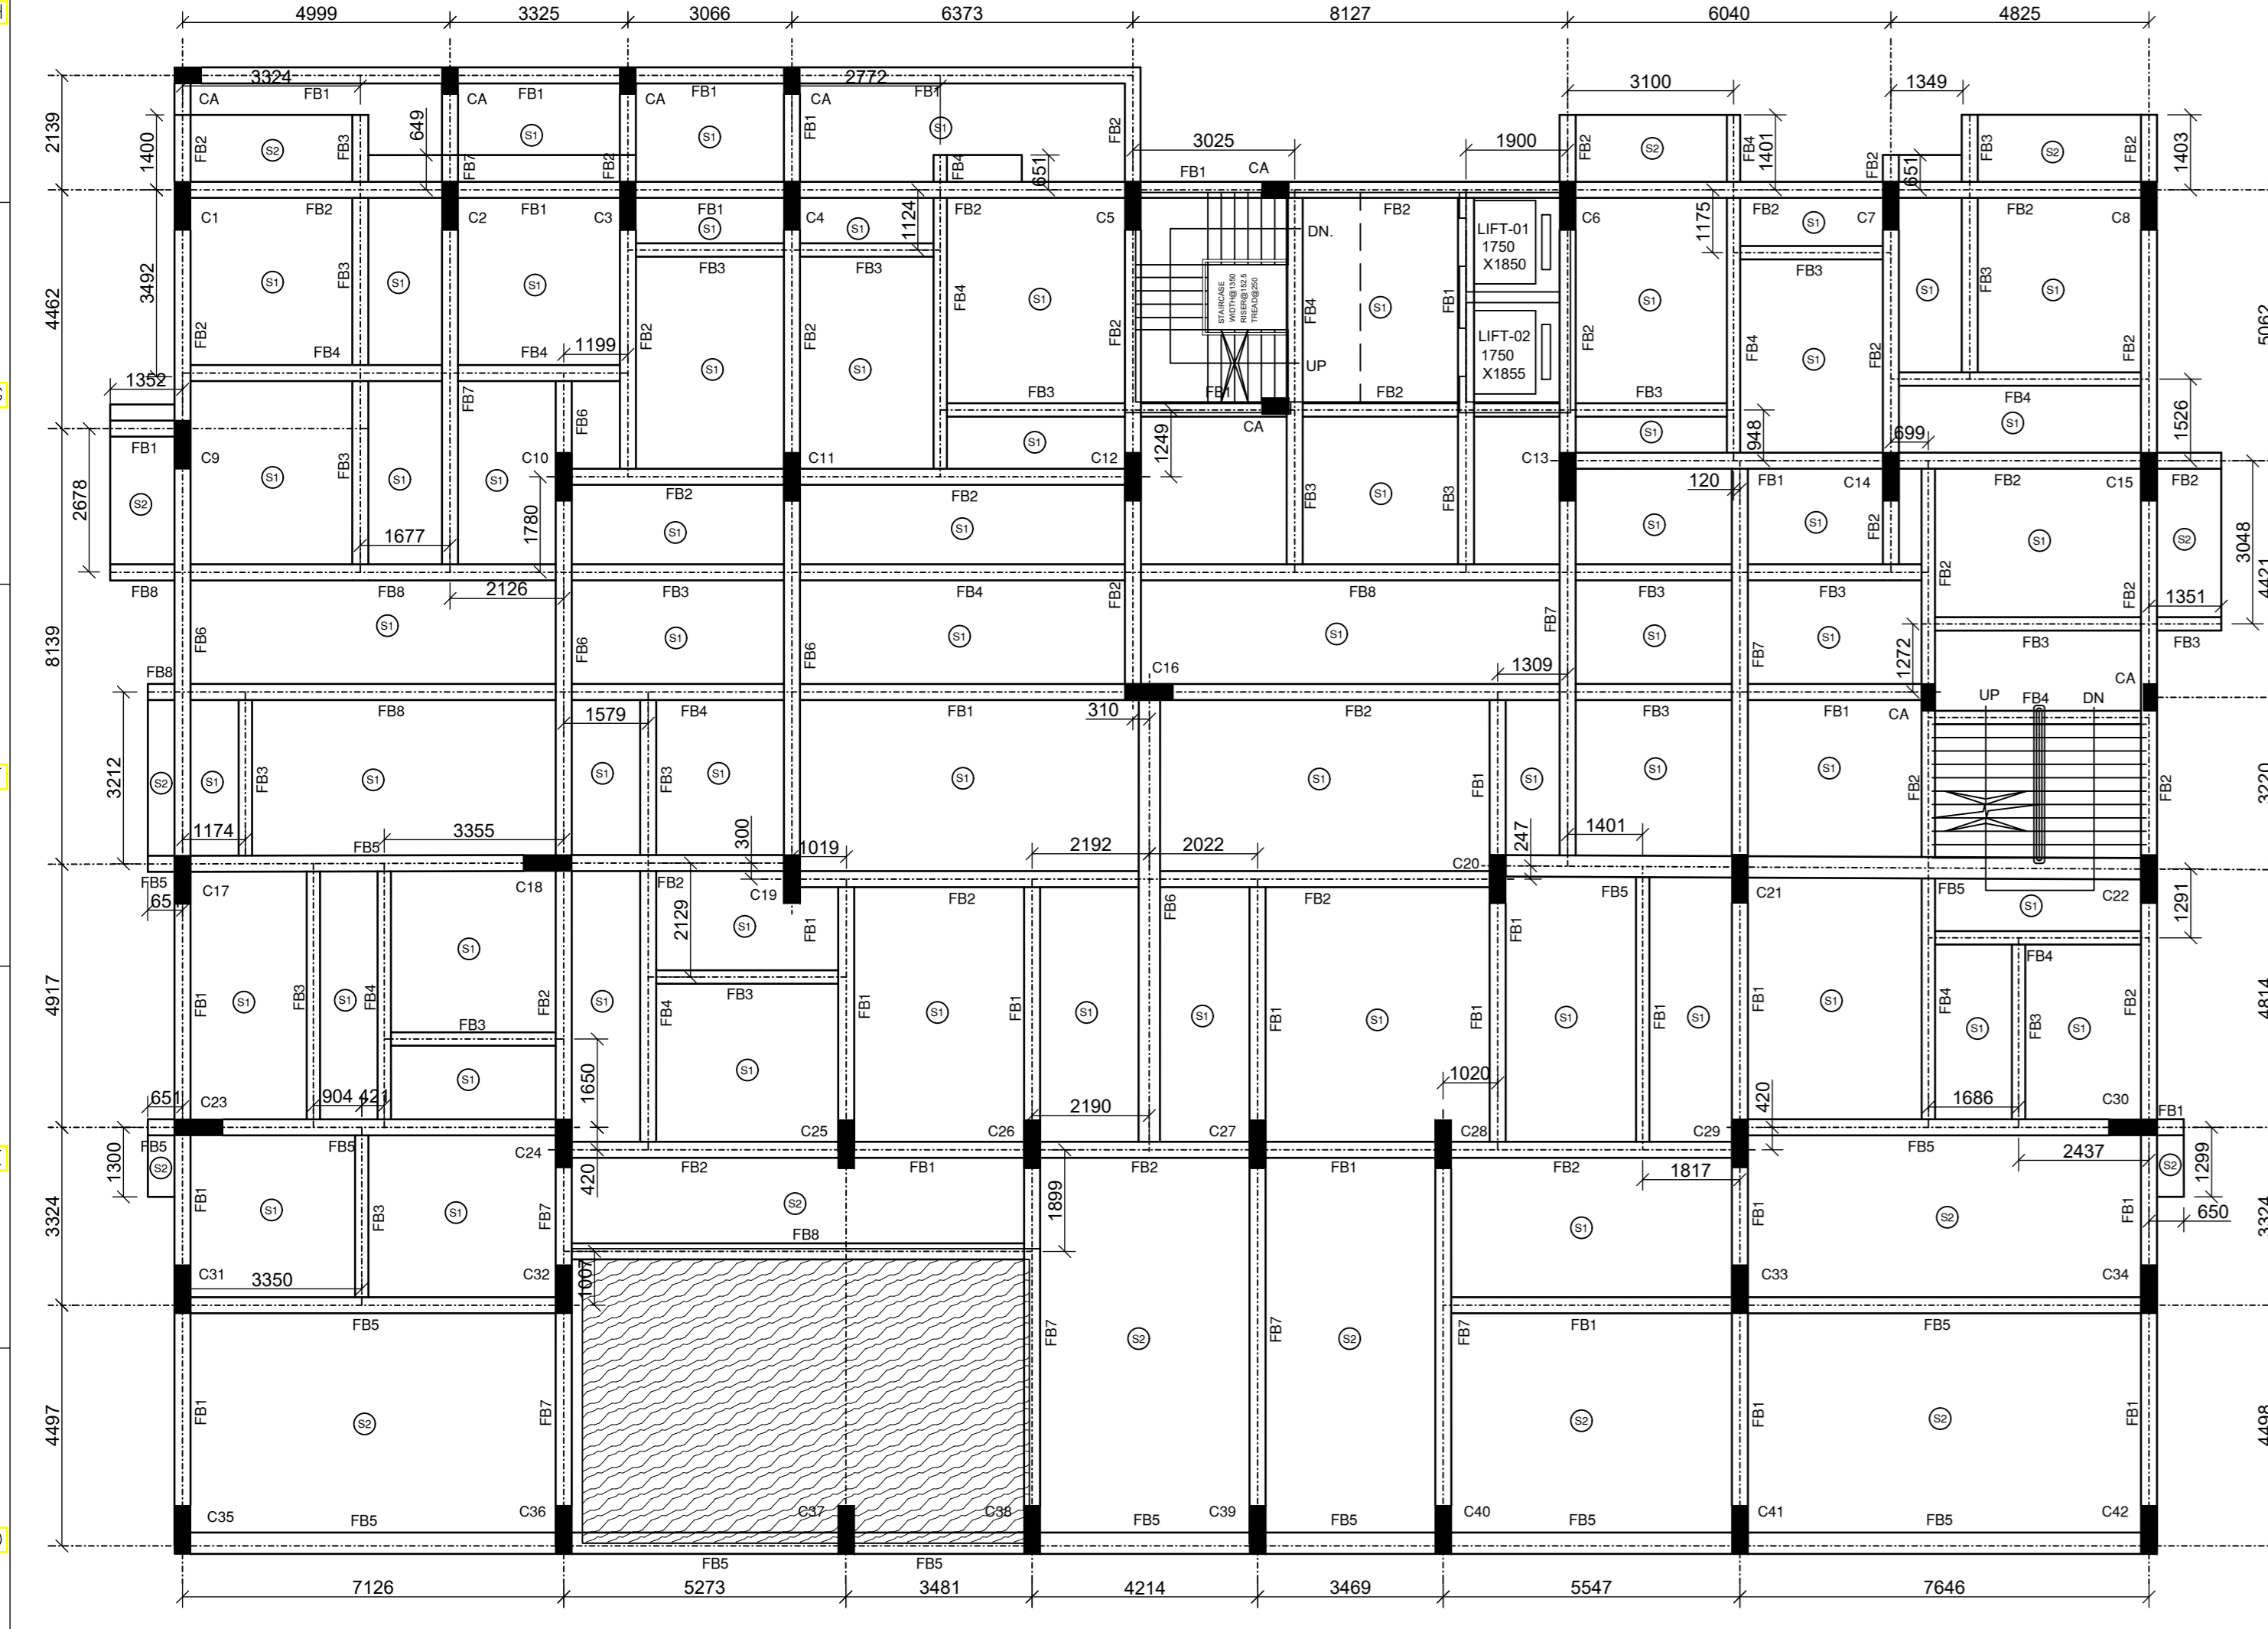 4999 3325 3066 6373 8127 6040 4825
3324 2772 3100 1349
CA FB1 CA FB1 CA FB1 CA FB1
2139 1400 FB2 S2 FB3 649 FB7 S1 FB2 S1 FB1 S1 FB4 651 FB2 3025 1900 FB2 S2 FB4 1401 FB2 651 FB3 S2 FB2 1403
FB1 CA
C1 FB2 C2 FB1 C3 FB1 S1 C4 S1 1124 FB2 C5 FB2 C6 1175 FB2 S1 C7 FB2 C8
DN. LIFT-01
1750
X1850
FB3 FB3 FB3
4462 3492 S1 FB3 S1 S1 FB4 S1 S1 FB1 S1 S1 FB3 S1 5062
STAIRCASE
WIDTH@1350
RISER@152.5
TREAD@250
FB4
LIFT-02
1750
X1855
UP
FB2 FB4 FB4 1199 FB2 S1 FB2 S1 FB2 FB2 FB4 S1 FB2
1352 FB7 FB6 FB3 FB1 FB2 FB3 FB4 1526
FB1 C9 FB3 S1 1249 CA S1 948 699 S1
C10 C11 C12 C13 120 FB1 C14 FB2 C15 FB2
2678 S2 S1 S1 S1 FB2 FB2 FB3 S1 FB3
1677 1780 S1 S1 S1 S1 FB2 S1 S2 3048 4421
FB8 FB8 2126 FB3 FB4 FB2 FB8 FB3 FB3 FB2 FB2 1351
8139 FB6 S1 FB6 S1 FB6 S1 S1 FB7 S1 FB7 S1 1272 FB3 FB3
FB8 C16 1309 CA
FB8 1579 FB4 FB1 310 FB2 FB3 FB1 CA UP FB4 DN
3212 S2 S1 FB3 S1 S1 FB3 S1 S1 S1 FB1 S1 S1 S1 FB2 FB2 3220
1174 3355 300 1019 2192 2022 247 1401
FB5 C20
FB5 C17 C18 FB2 C19 FB2 FB6 FB2 FB5 C21 FB5 C22
65 2129 S1 FB1 FB1 S1 1291
S1 FB4
4917 FB1 S1 FB3 S1 FB4 FB2 S1 FB4 FB3 FB1 S1 FB1 S1 S1 FB1 S1 FB1 S1 FB1 S1 FB1 S1 FB4 S1 FB3 S1 FB2 4814
FB3
S1 1650 S1 1020 420
651 C23 904 421 2190 1686 C30 FB1
FB5 FB5 C24 C25 C26 C27 C28 C29 FB5
1300 S2 420 FB2 FB1 FB2 FB1 FB2 1817 2437 S2 1299
3324 FB1 S1 FB3 S1 FB7 S2 1899 S1 FB1 S2 FB1 650 3324
FB8
C31 3350 C32 1007 C33 C34
FB5 FB7 S2 FB7 S2 FB7 FB1 FB5
4497 FB1 S2 FB7 S2 FB1 S2 FB1 4498
C35 FB5 C36 C37 C38 FB5 C39 FB5 C40 FB5 C41 FB5 C42
FB5 FB5
7126 5273 3481 4214 3469 5547 7646